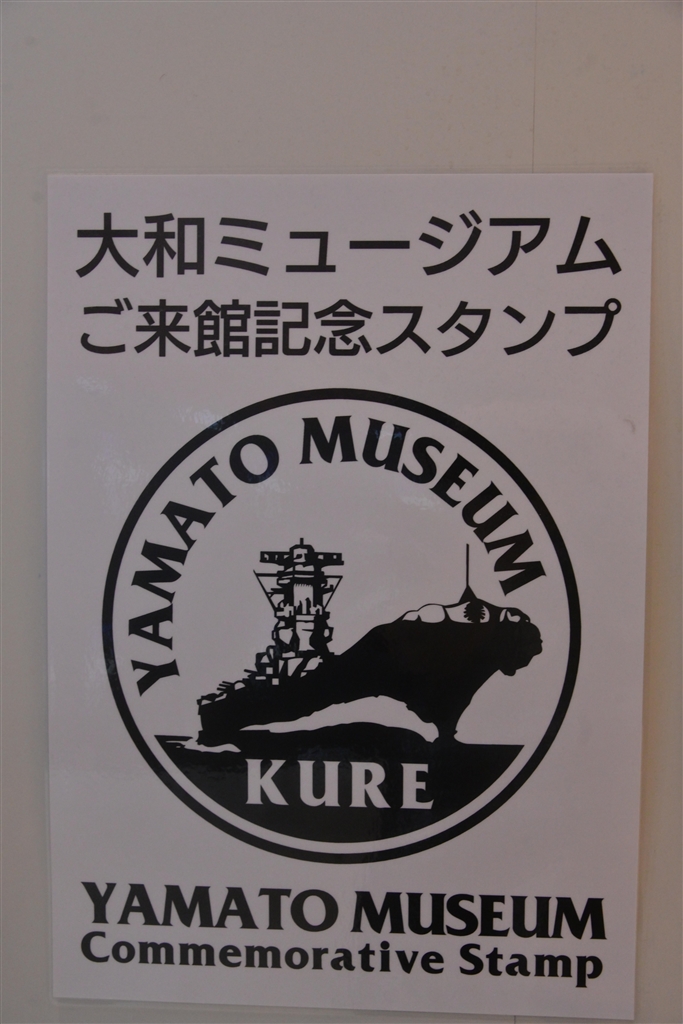 大和ミュージアム
ご来館記念スタンプ
YAMATO MUSEUM
KURE
YAMATO MUSEUM
Commemorative Stamp